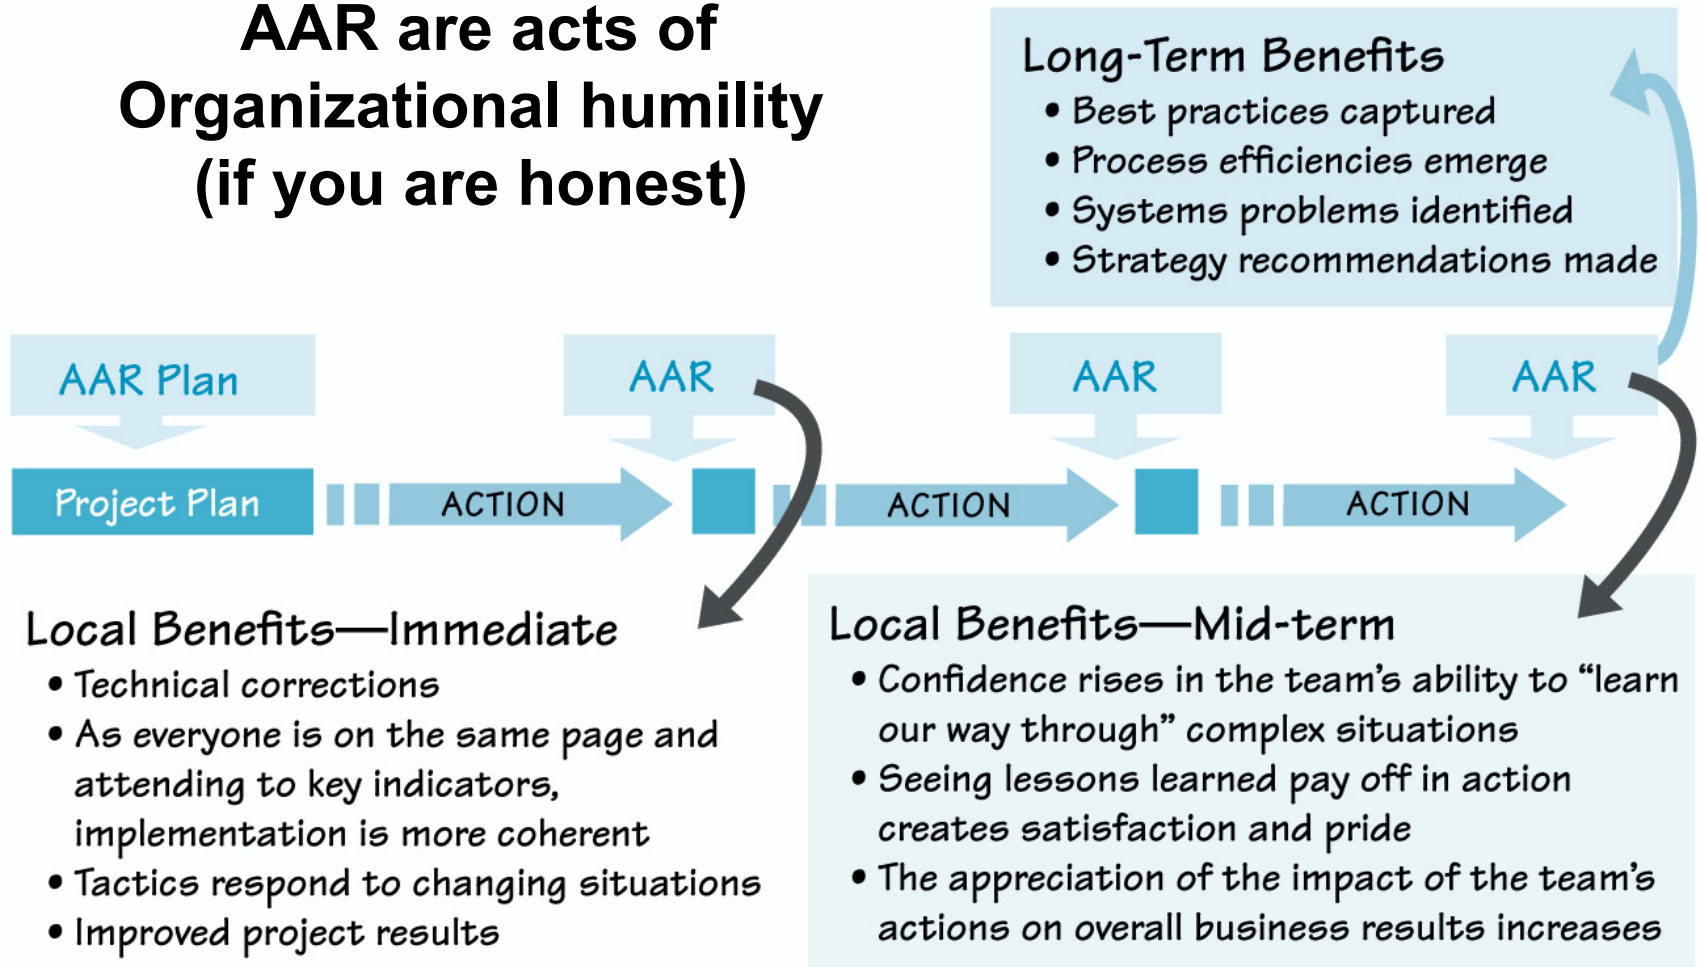 AAR are acts of
Organizational humility
(if you are honest)
Long-Term Benefits
• Best practices captured
• Process efficiencies emerge
• Systems problems identified
• Strategy recommendations made
AAR Plan
AAR
AAR
AAR
Project Plan
ACTION
ACTION
ACTION
Local Benefits—Immediate
• Technical corrections
• As everyone is on the same page and
attending to key indicators,
implementation is more coherent
• Tactics respond to changing situations
• Improved project results
Local Benefits—Mid-term
• Confidence rises in the team’s ability to “learn
our way through” complex situations
• Seeing lessons learned pay off in action
creates satisfaction and pride
• The appreciation of the impact of the team’s
actions on overall business results increases